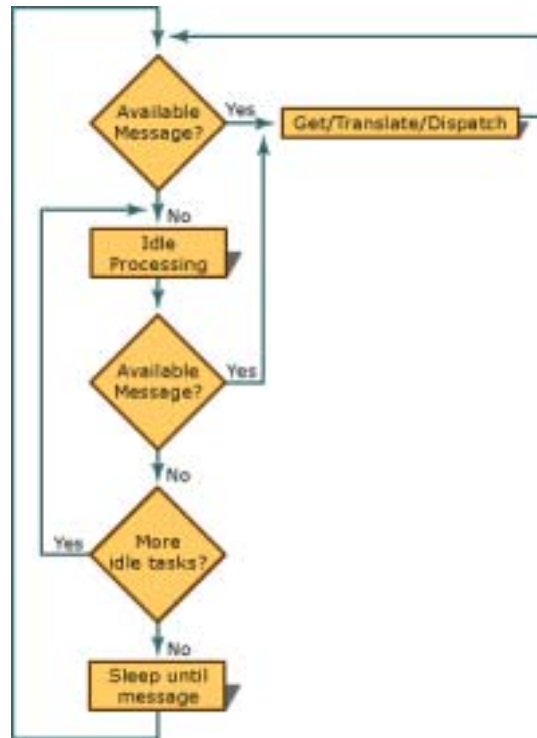 Available
Message?
Yes
Get/Translate/Dispatch
No
Idle
Processing
Available
Message?
Yes
No
More
idle tasks?
Yes
No
Sleep until
message